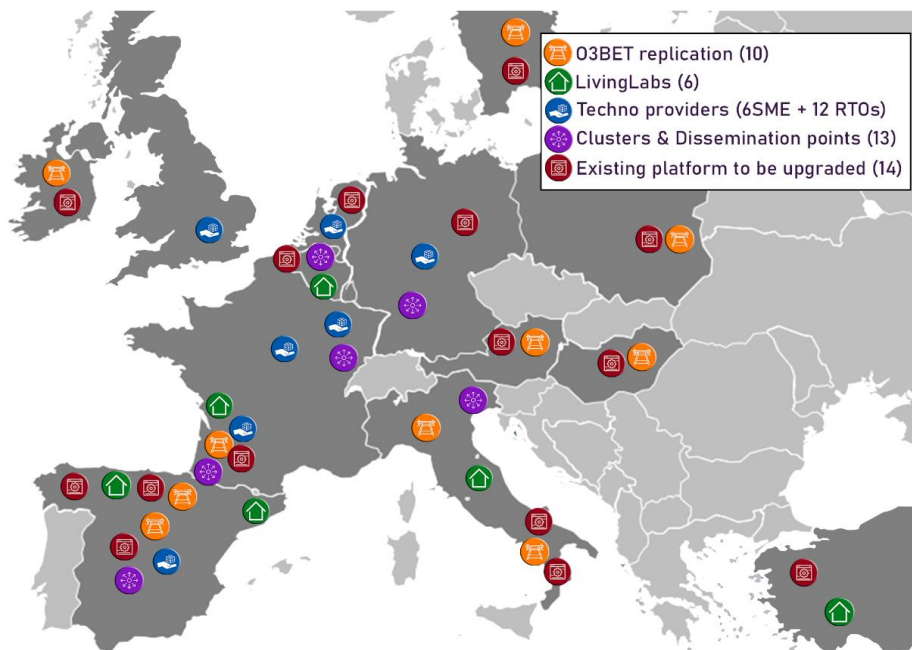 O3BET replication (10)
LivingLabs (6)
Techno providers (6SME + 12 RTOs)
Clusters & Dissemination points (13)
Existing platform to be upgraded (14)